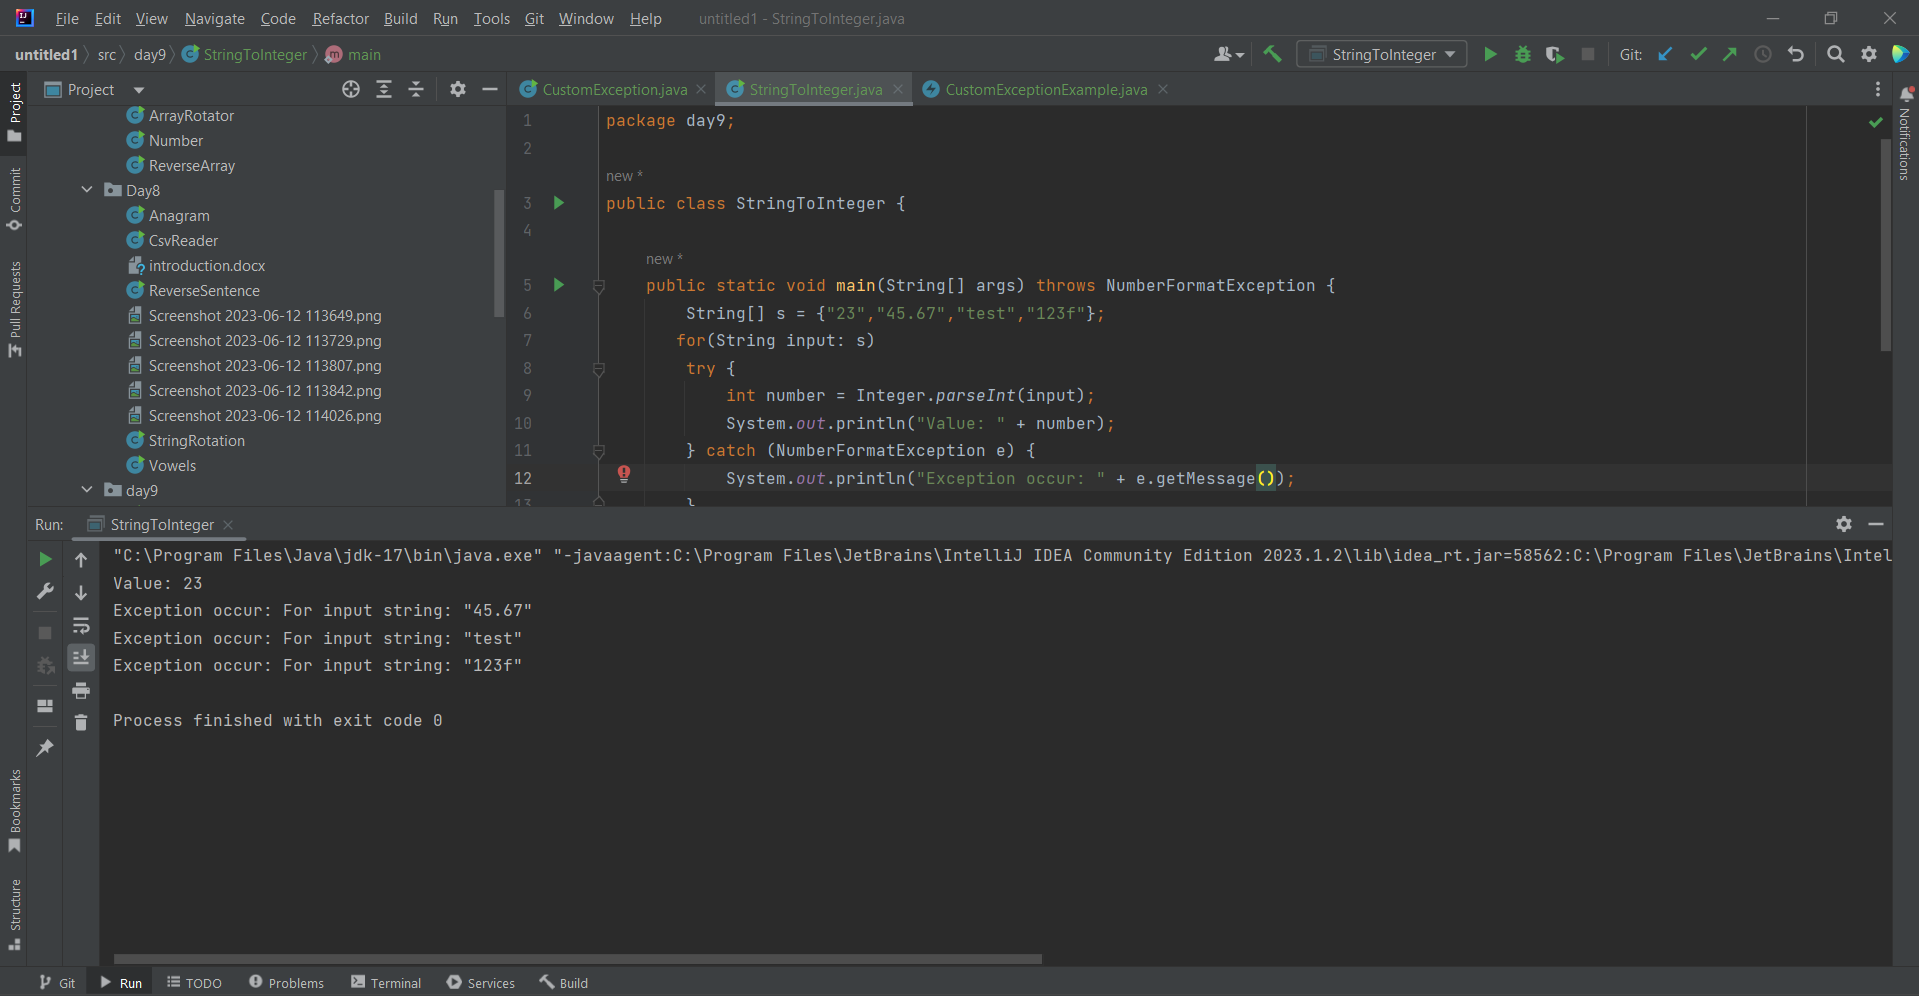 File Edit View Navigate Code Refactor Build Run Tools Git Window Help untitled1 - StringToInteger.java
untitled1 src day9 StringToInteger main
StringToInteger Git:
Project
Commit
Pull Requests
Bookmarks
Structure
Project
ArrayRotator
Number
ReverseArray
Day8
Anagram
CsvReader
introduction.docx
ReverseSentence
Screenshot 2023-06-12 113649.png
Screenshot 2023-06-12 113729.png
Screenshot 2023-06-12 113807.png
Screenshot 2023-06-12 113842.png
Screenshot 2023-06-12 114026.png
StringRotation
Vowels
day9
CustomException.java StringToInteger.java CustomExceptionExample.java
1 package day9;
2
new *
3 public class StringToInteger {
4
new *
5 public static void main(String[] args) throws NumberFormatException {
6 String[] s = {"23","45.67","test","123f"};
7 for(String input: s)
8 try {
9 int number = Integer.parseInt(input);
10 System.out.println("Value: " + number);
11 } catch (NumberFormatException e) {
12 System.out.println("Exception occur: " + e.getMessage());
13 }
Notifications
Run: StringToInteger
"C:\Program Files\Java\jdk-17\bin\java.exe" "-javaagent:C:\Program Files\JetBrains\IntelliJ IDEA Community Edition 2023.1.2\lib\idea_rt.jar=58562:C:\Program Files\JetBrains\Intel
Value: 23
Exception occur: For input string: "45.67"
Exception occur: For input string: "test"
Exception occur: For input string: "123f"
Process finished with exit code 0
Git Run TODO Problems Terminal Services Build